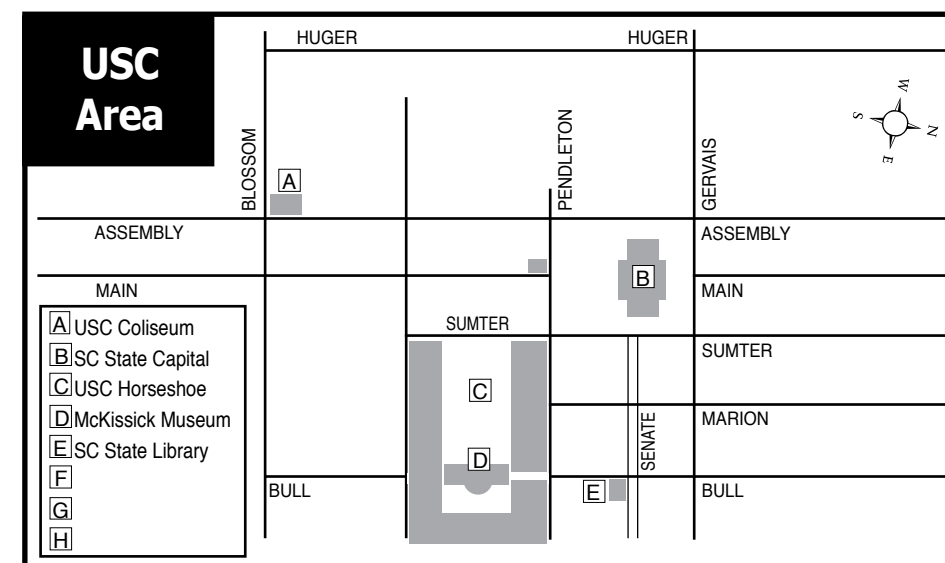 USC
Area
HUGER
HUGER
W
S
N
E
BLOSSOM
PENDLETON
GERVAIS
A
ASSEMBLY
ASSEMBLY
B
MAIN
MAIN
A USC Coliseum
B SC State Capital
C USC Horseshoe
D McKissick Museum
E SC State Library
F
G
H
SUMTER
SUMTER
C
MARION
SENATE
D
BULL
E
BULL